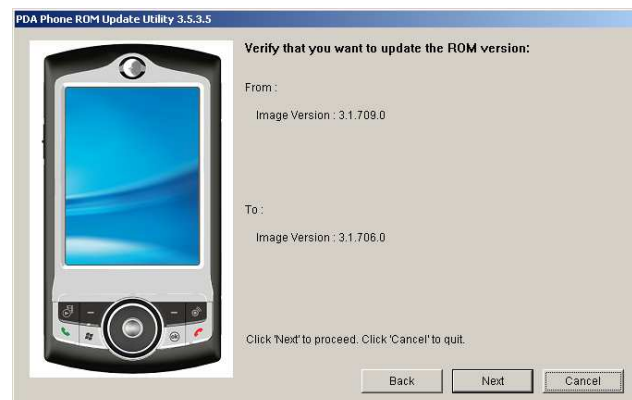 PDA Phone ROM Update Utility 3.5.3.5
Verify that you want to update the ROM version:
From :
Image Version : 3.1.709.0
To :
Image Version : 3.1.706.0
Click 'Next' to proceed. Click 'Cancel' to quit.
Back
Next
Cancel
ok